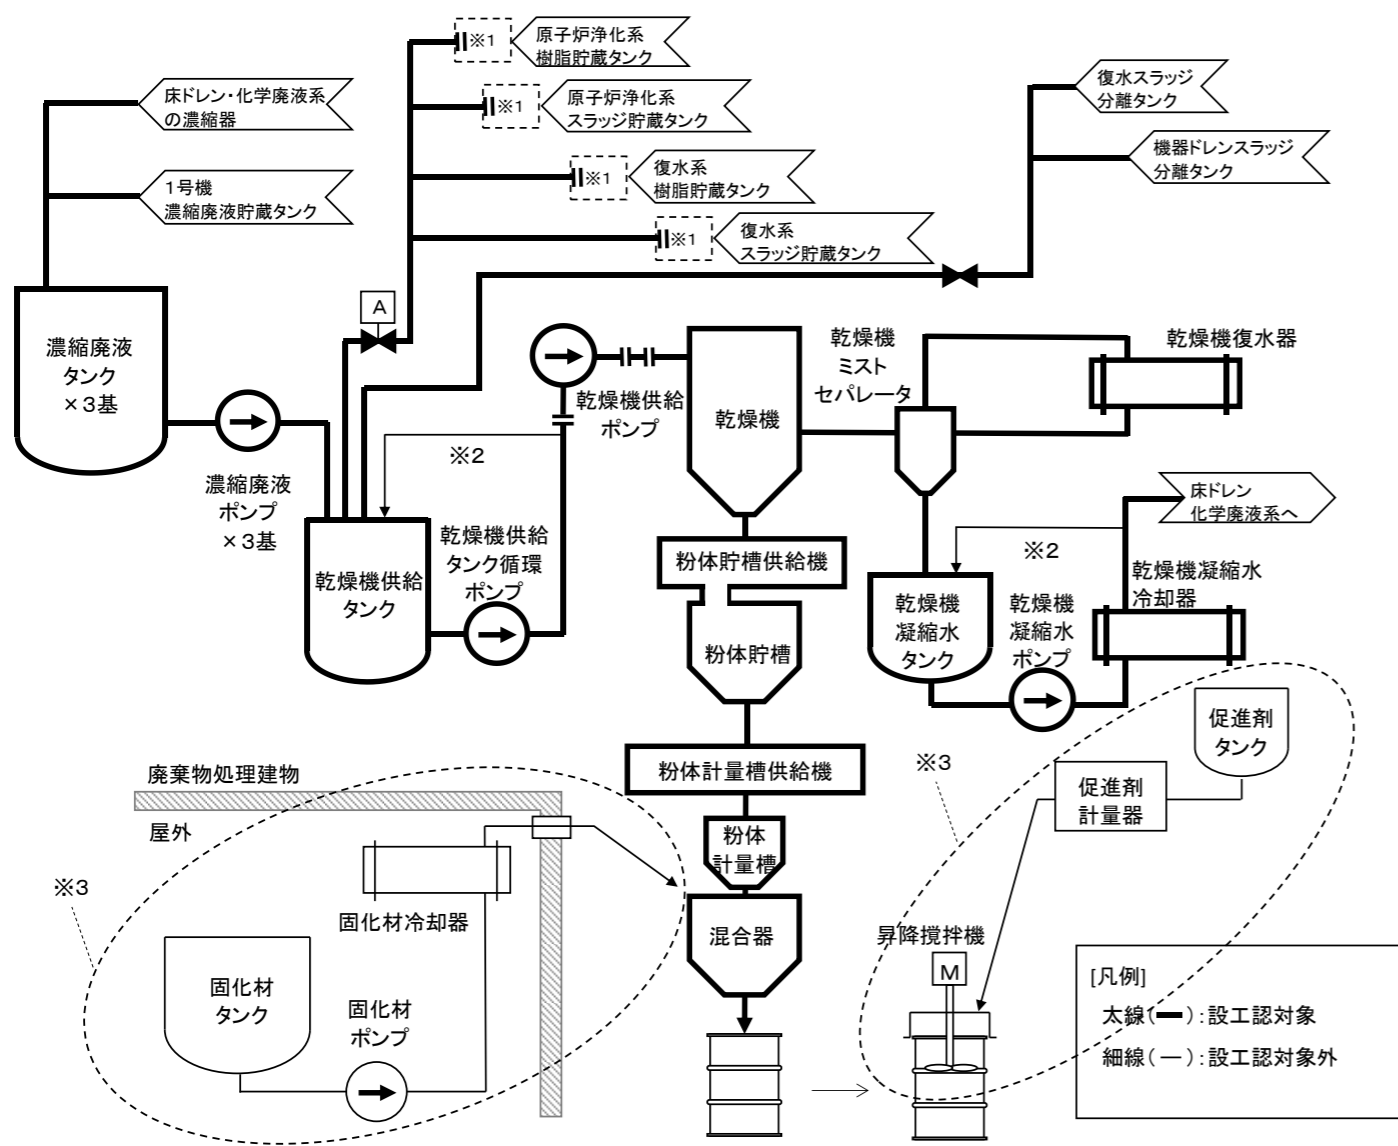 ※1
原子炉浄化系
樹脂貯蔵タンク
床ドレン・化学廃液系
の濃縮器
※1
原子炉浄化系
スラッジ貯蔵タンク
復水スラッジ
分離タンク
機器ドレンスラッジ
分離タンク
1号機
濃縮廃液貯蔵タンク
※1
復水系
樹脂貯蔵タンク
※1
復水系
スラッジ貯蔵タンク
A
濃縮廃液
タンク
×3基
乾燥機
ミスト
セパレータ
乾燥機復水器
乾燥機供給
ポンプ
乾燥機
※2
濃縮廃液
ポンプ
×3基
乾燥機供給
タンク循環
ポンプ
床ドレン
化学廃液系へ
※2
粉体貯槽供給機
乾燥機供給
タンク
乾燥機
凝縮水
タンク
乾燥機
凝縮水
ポンプ
乾燥機凝縮水
冷却器
粉体貯槽
促進剤
タンク
粉体計量槽供給機
※3
廃棄物処理建物
促進剤
計量器
屋外
粉体
計量槽
※3
固化材冷却器
混合器
昇降撹拌機
M
固化材
タンク
固化材
ポンプ
[凡例]
太線(━):設工認対象
細線(―):設工認対象外